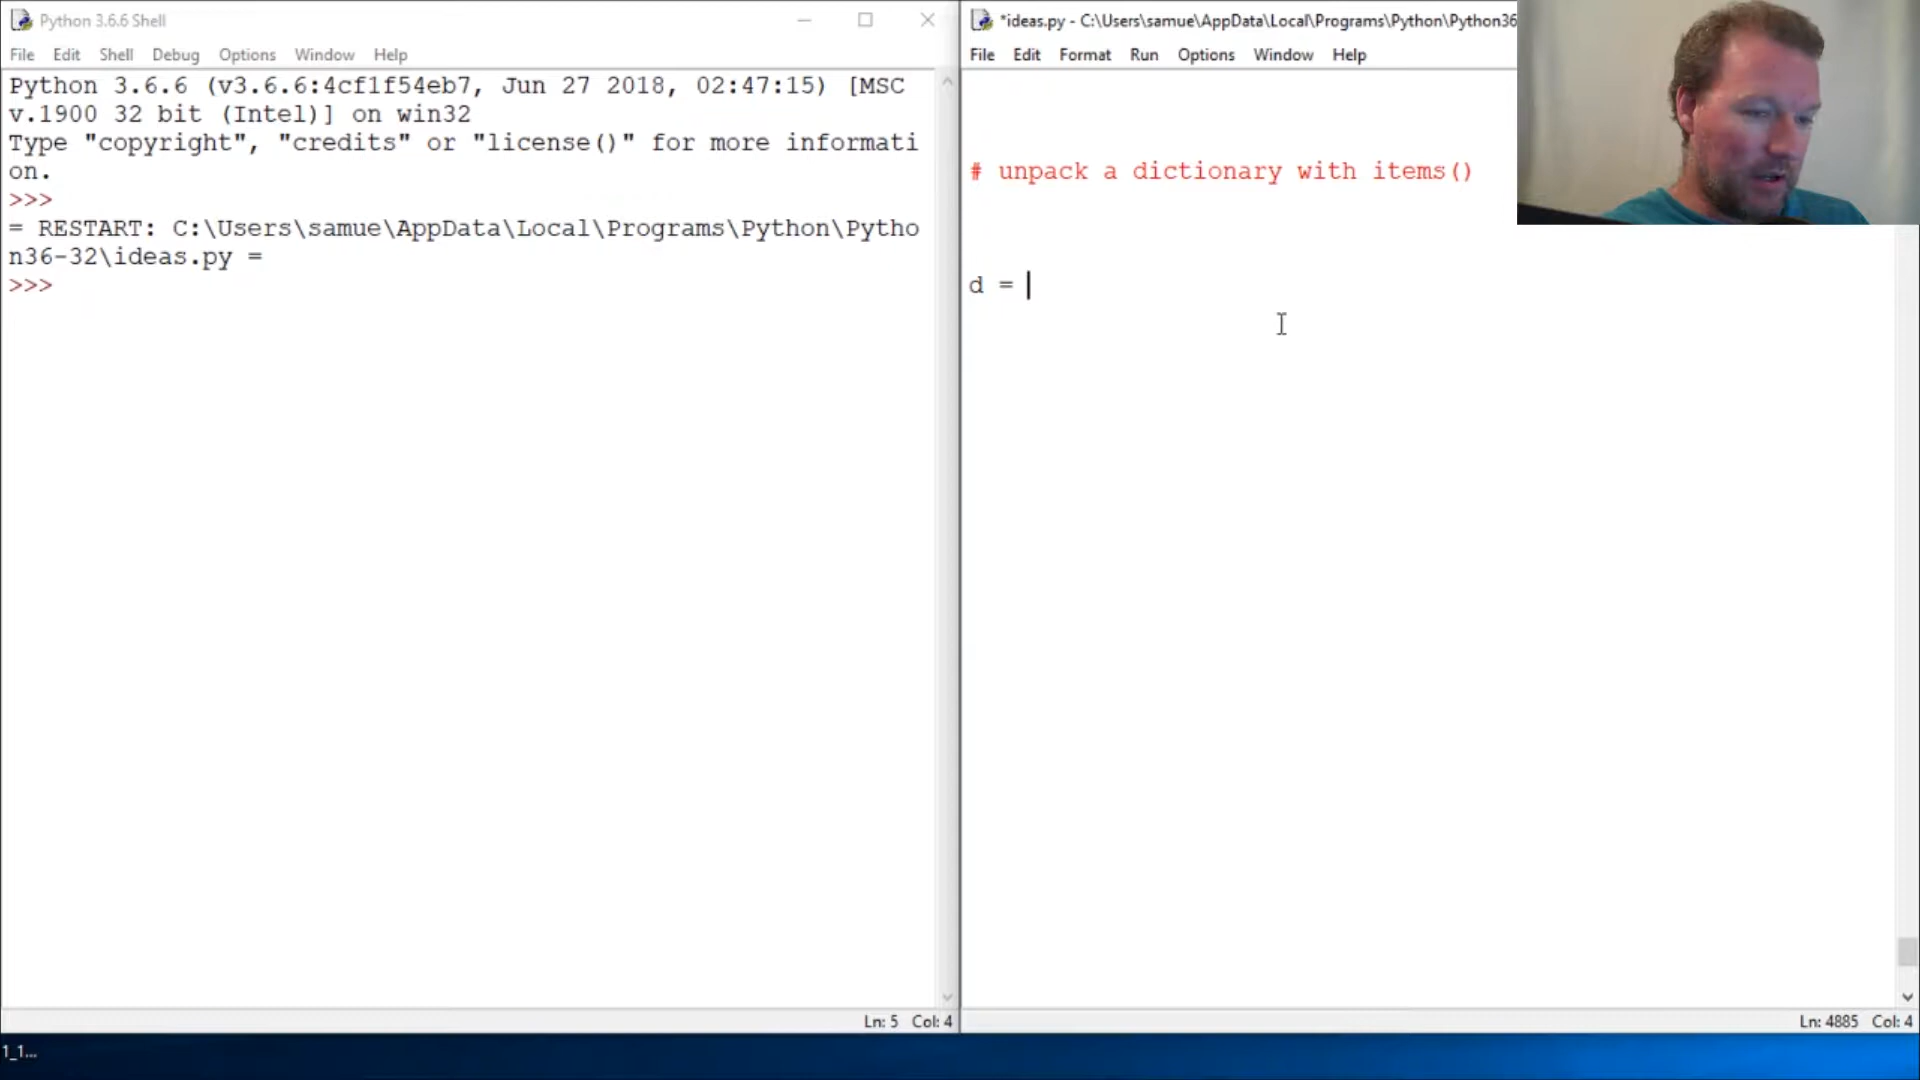 Python 3.6.6 Shell
File Edit Shell Debug Options Window Help
Python 3.6.6 (v3.6.6:4cf1f54eb7, Jun 27 2018, 02:47:15) [MSC
v.1900 32 bit (Intel)] on win32
Type "copyright", "credits" or "license()" for more informati
on.
>>>
= RESTART: C:\Users\samue\AppData\Local\Programs\Python\Pytho
n36-32\ideas.py =
>>>
Ln: 5 Col: 4
*ideas.py - C:\Users\samue\AppData\Local\Programs\Python\Python36
File Edit Format Run Options Window Help
# unpack a dictionary with items()
d =
Ln: 4885 Col: 4
1_1...